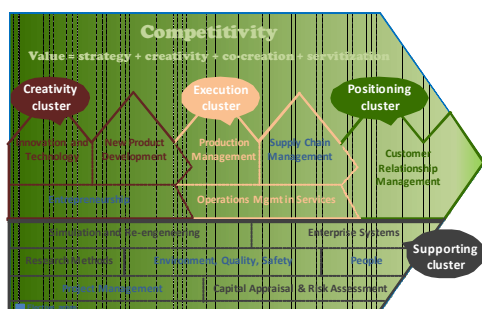 Competitivity
Value = strategy + creativity + co-creation + servitization
Creativity
cluster
Execution
cluster
Positioning
cluster
Innovation and
Technology
New Product
Development
Production
Management
Supply Chain
Management
Customer
Relationship
Management
Entrepreneurship
Operations Mgmt in Services
Simulation and Re-engeneering
Enterprise Systems
Supporting
cluster
Research Methods
Environment, Quality, Safety
People
Project Management
Capital Appraisal & Risk Assessment